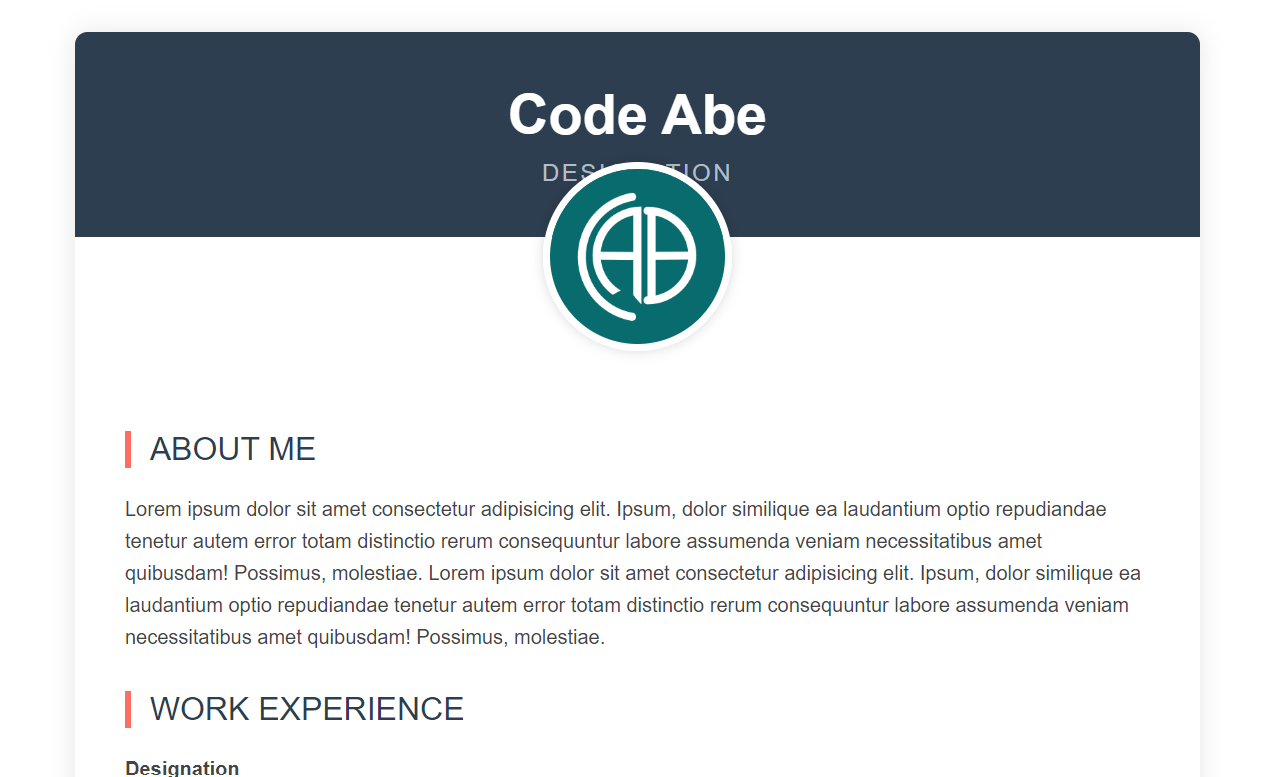 Code Abe
ABOUT ME
Lorem ipsum dolor sit amet consectetur adipisicing elit. Ipsum, dolor similique ea laudantium optio repudiandae
tenetur autem error totam distinctio rerum consequuntur labore assumenda veniam necessitatibus amet
quibusdam! Possimus, molestiae. Lorem ipsum dolor sit amet consectetur adipisicing elit. Ipsum, dolor similique ea
laudantium optio repudiandae tenetur autem error totam distinctio rerum consequuntur labore assumenda veniam
necessitatibus amet quibusdam! Possimus, molestiae.
WORK EXPERIENCE
Designation